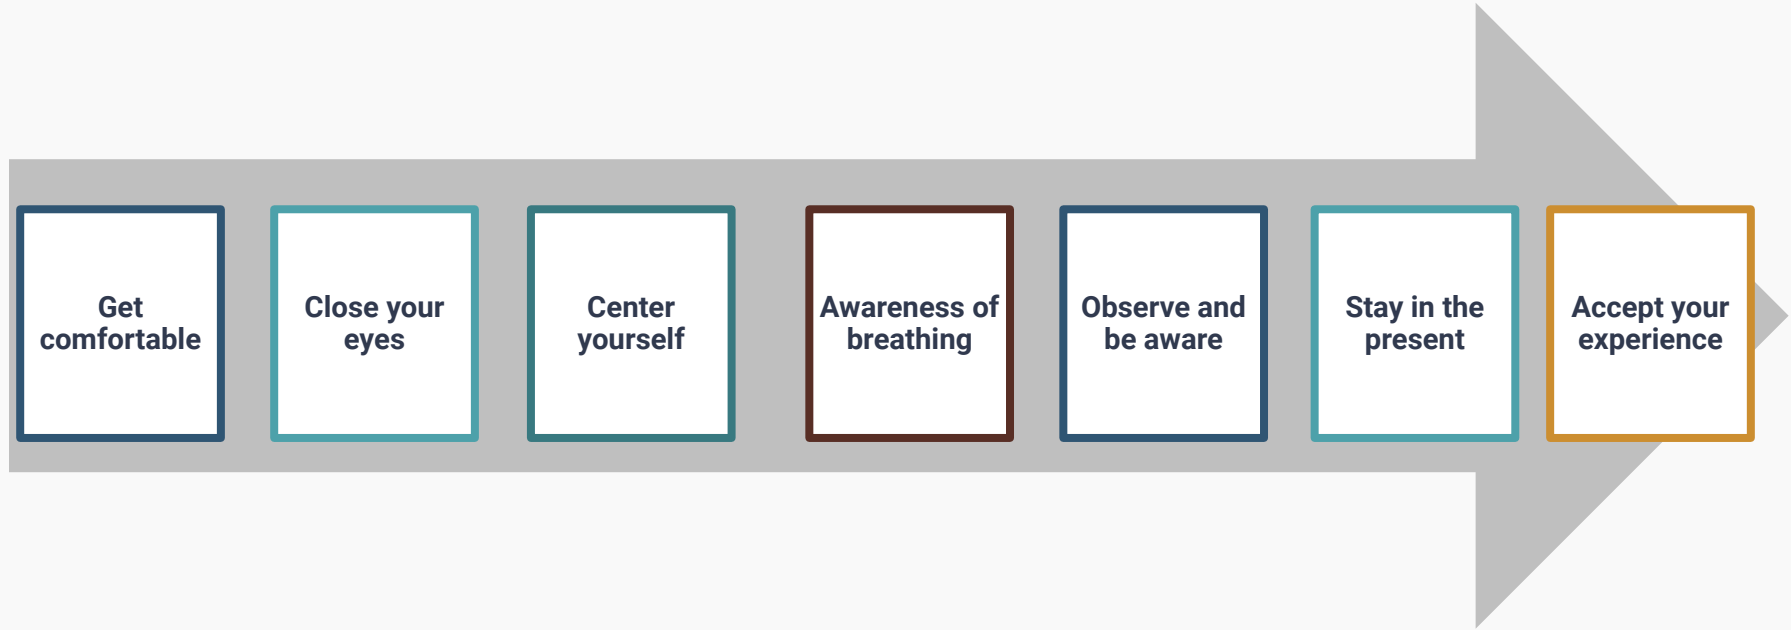 Get
comfortable
Close your
eyes
Center
yourself
Awareness of
breathing
Observe and
be aware
Stay in the
present
Accept your
experience